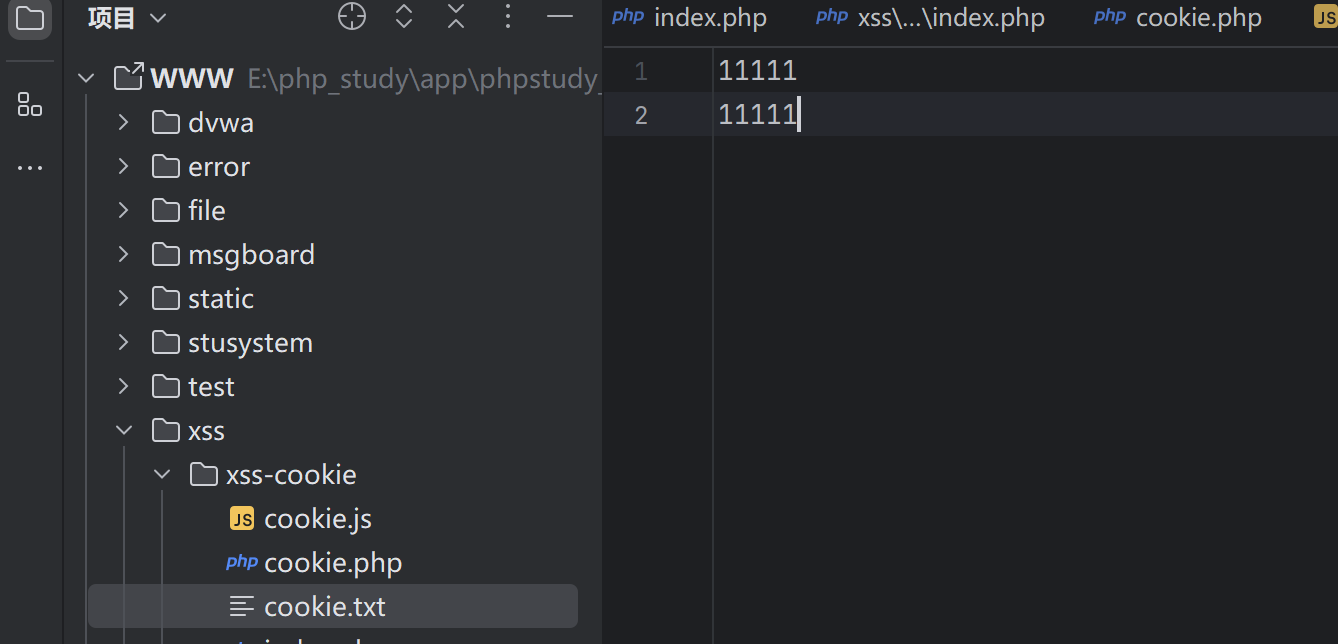 项目
WWW E:\php_study\app\phpstudy_
dvwa
error
file
msgboard
static
stusystem
test
xss
xss-cookie
JS cookie.js
php cookie.php
cookie.txt
php index.php php xss\...\index.php php cookie.php JS
1 11111
2 11111